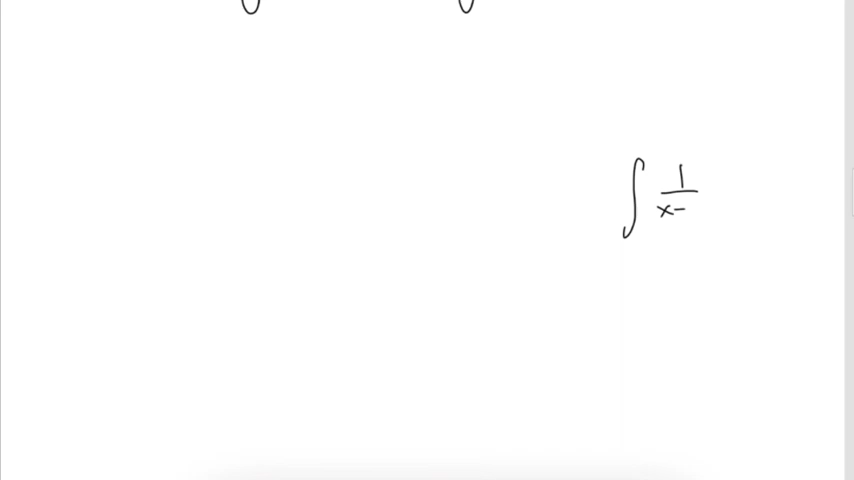 ∫ 1/x-